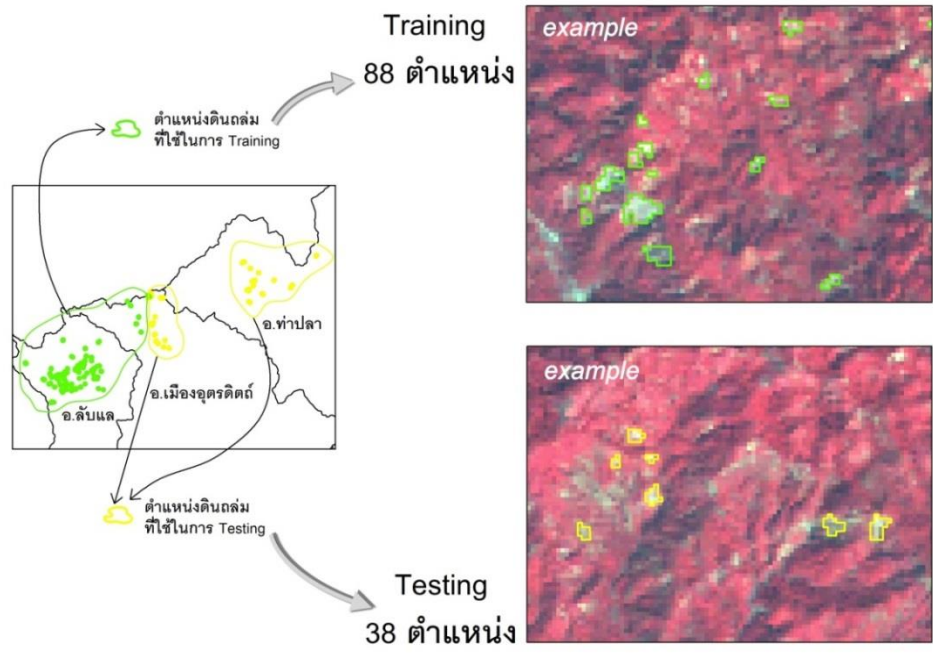 Training
88 ตำแหน่ง
example
ตำแหน่งดินถล่ม
ที่ใช้ในการ Training
อ.ท่าปลา
อ.เมืองอุตรดิตถ์
อ.ลับแล
example
ตำแหน่งดินถล่ม
ที่ใช้ในการ Testing
Testing
38 ตำแหน่ง